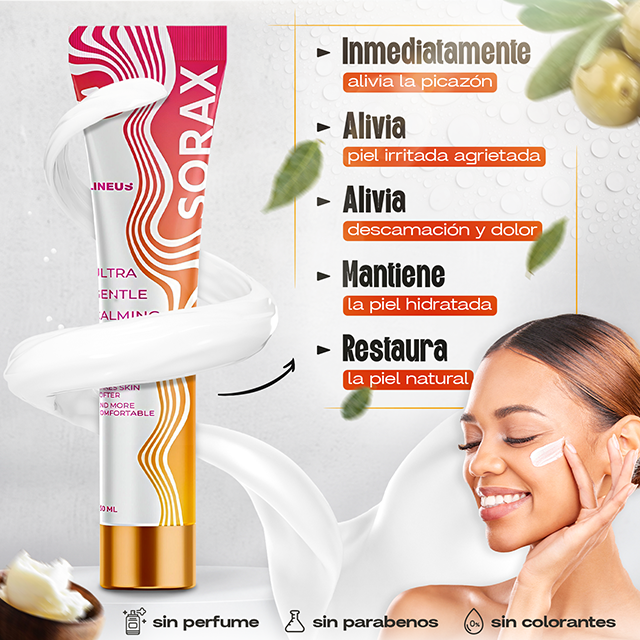 SORAX
LINEUS
ULTRA
GENTLE
CALMING
SOFTER
AND MORE
COMFORTABLE
50 ML
Inmediatamente
alivia la picazón
Alivia
piel irritada agrietada
Alivia
descamación y dolor
Mantiene
la piel hidratada
Restaura
la piel natural
sin perfume
sin parabenos
0%
sin colorantes